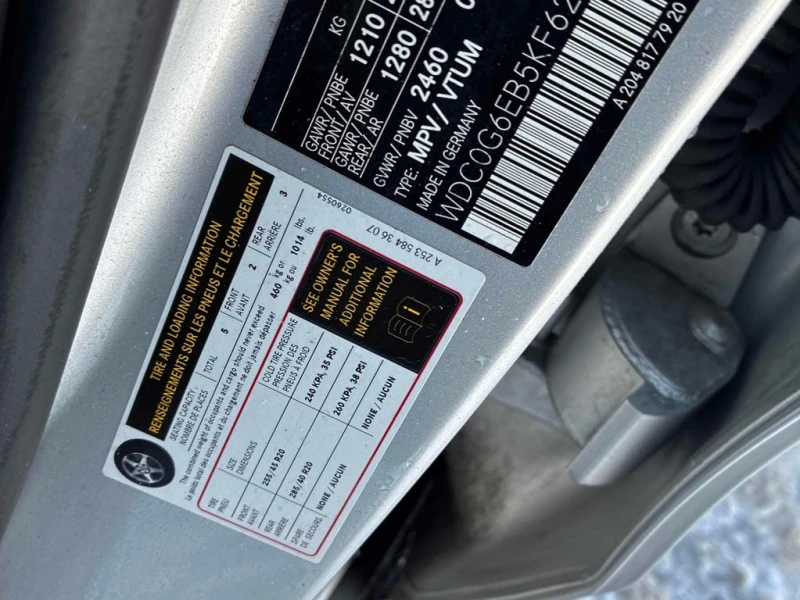 KG
GAWR/PNBE
FRONT/AV 1210
GAWR/PNBE
REAR/AR 1280
GVWR/PNBV 2460
TYPE: MPV/VTUM
MADE IN GERMANY
WDC0G6EB5KF62
A 204 817 79 20
TIRE AND LOADING INFORMATION
RENSEIGNEMENTS SUR LES PNEUS ET LE CHARGEMENT
SEATING CAPACITY TOTAL 5 FRONT 2 REAR 3
NOMBRE DE PLACES AVANT ARRIÈRE
The combined weight of occupants and cargo should never exceed 460 kg or 1014 lbs.
Le poids total des occupants et du chargement ne doit jamais dépasser kg ou lb.
0260554
A 253 584 36 07
TIRE SIZE COLD TIRE PRESSURE
PNEU DIMENSIONS PRESSION DES
PNEUS À FROID
FRONT 255/45 R20 240 KPA, 35 PSI
AVANT
REAR 285/40 R20 260 KPA, 38 PSI
ARRIÈRE
SPARE NONE / AUCUN NONE / AUCUN
DE SECOURS
SEE OWNER'S
MANUAL FOR
ADDITIONAL
INFORMATION